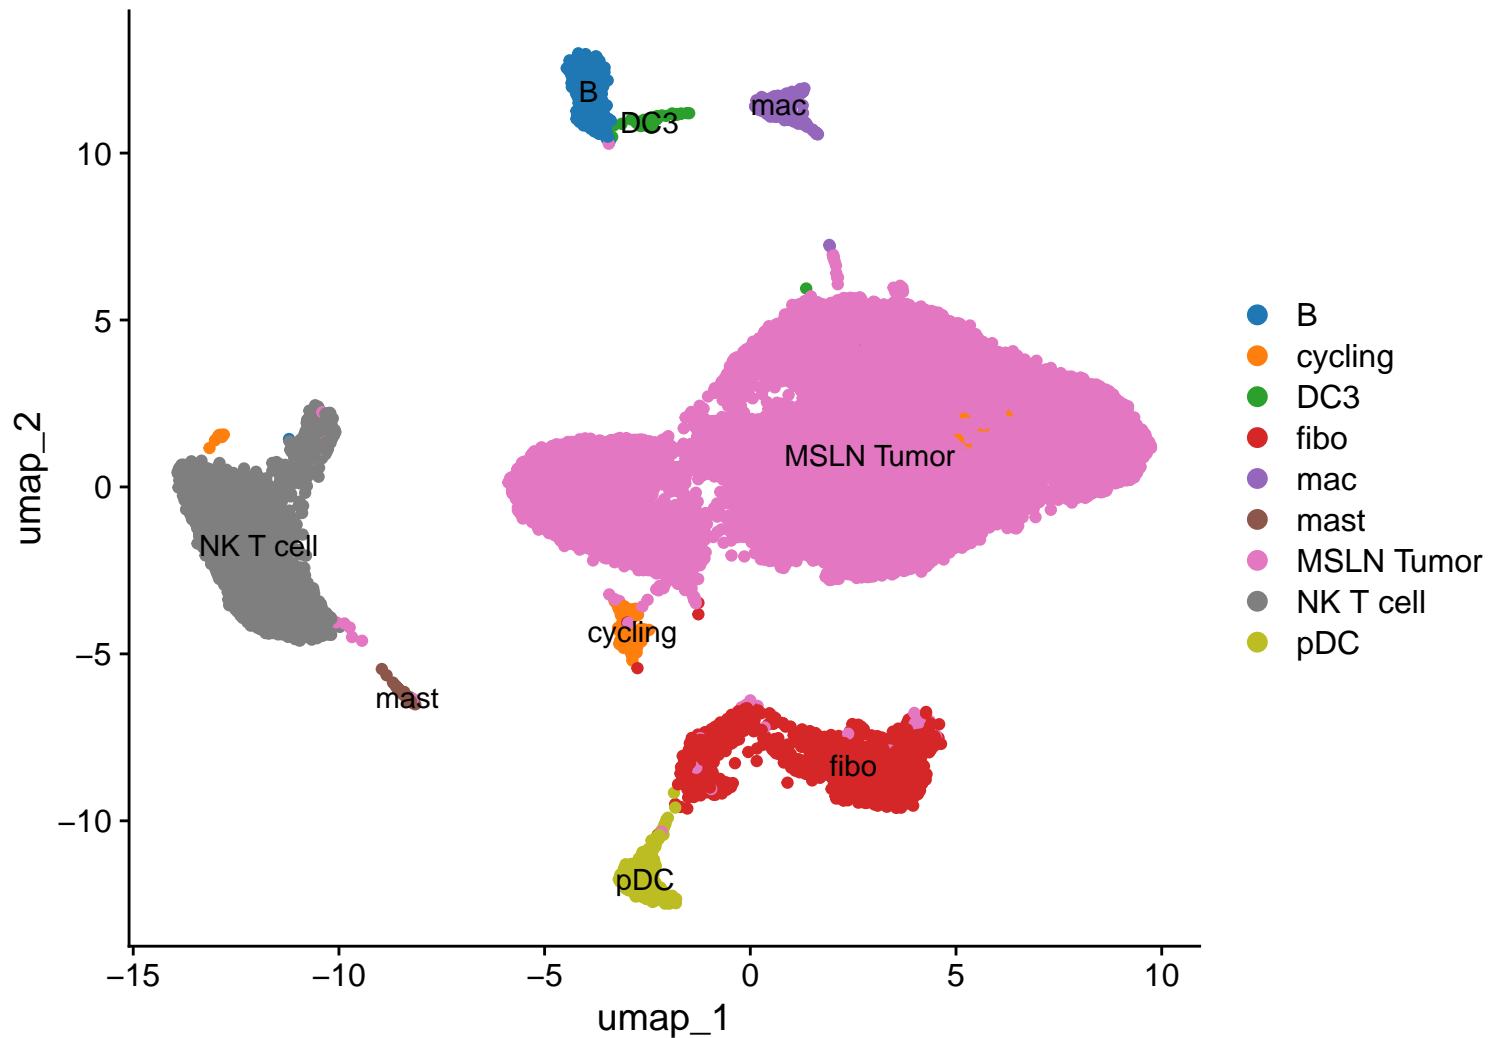 B
DC3
mac
10
5
0
−5
−10
umap_2
MSLN Tumor
NK T cell
cycling
mast
fibo
pDC
−15
−10
−5
0
5
10
umap_1
B
cycling
DC3
fibo
mac
mast
MSLN Tumor
NK T cell
pDC